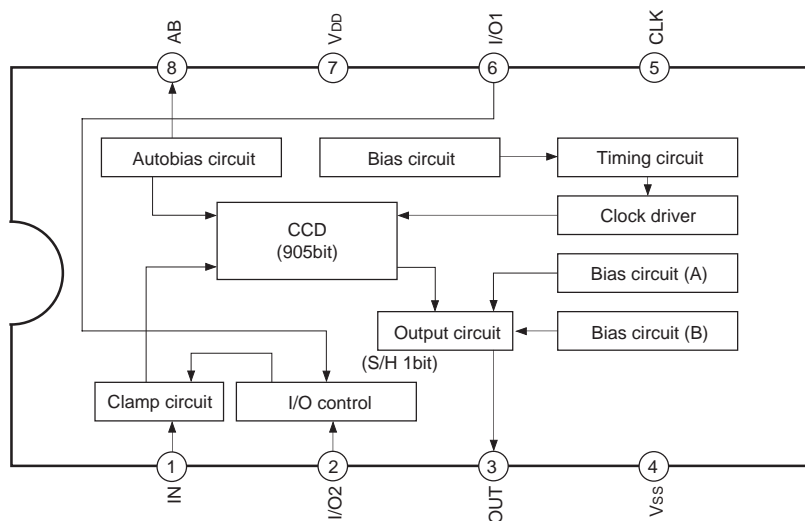 AB
VDD
I/O1
CLK
8
7
6
5
Autobias circuit
Bias circuit
Timing circuit
CCD
(905bit)
Clock driver
Bias circuit (A)
Output circuit
Bias circuit (B)
(S/H 1bit)
Clamp circuit
I/O control
1
2
3
4
IN
I/O2
OUT
VSS